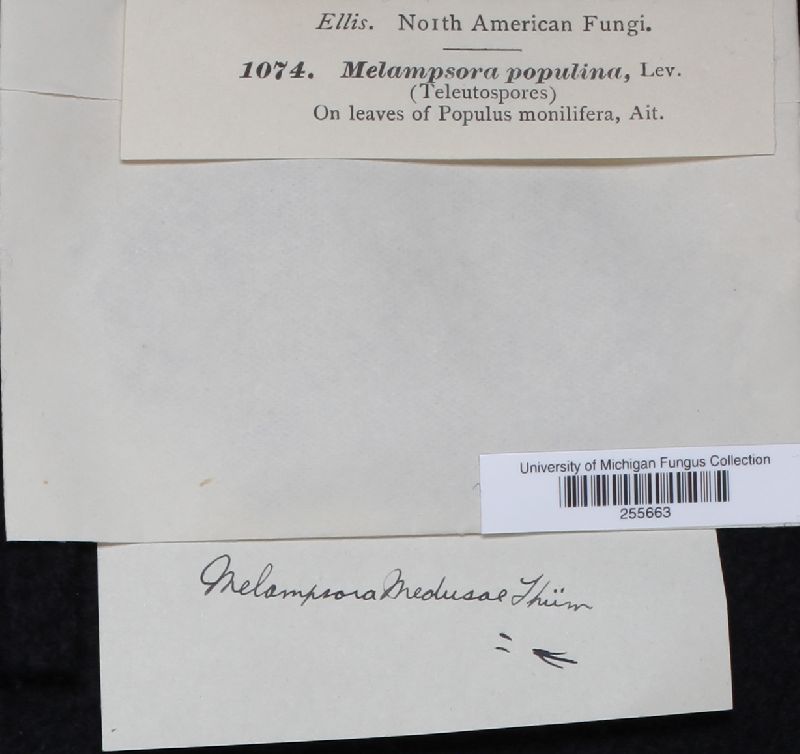 Ellis. North American Fungi.
1074. Melampsora populina, Lev.
(Teleutospores)
On leaves of Populus monilifera, Ait.
University of Michigan Fungus Collection
255663
Melampsora Medusae Thüm
=